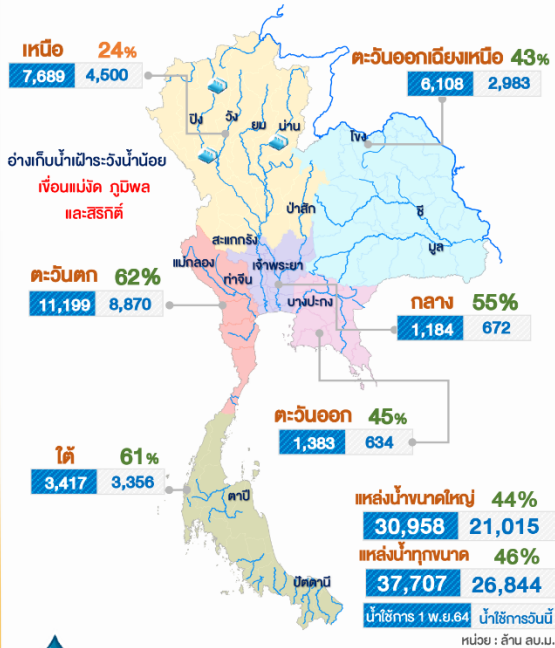 เหนือ 24%
7,689 4,500
ตะวันออกเฉียงเหนือ 43%
6,108 2,983
ปิง
วัง
ยม
น่าน
โขง
อ่างเก็บน้ำเฝ้าระวังน้ำน้อย
เขื่อนแม่งัด ภูมิพล
และสิริกิติ์
ป่าสัก
ชี
มูล
สะแกกรัง
แม่กลอง
ท่าจีน
เจ้าพระยา
บางปะกง
ตะวันตก 62%
11,199 8,870
กลาง 55%
1,184 672
ตะวันออก 45%
1,383 634
ใต้ 61%
3,417 3,356
ตาปี
ปัตตานี
แหล่งน้ำขนาดใหญ่ 44%
30,958 21,015
แหล่งน้ำทุกขนาด 46%
37,707 26,844
น้ำใช้การ 1 พ.ย.64 น้ำใช้การวันนี้
หน่วย : ล้าน ลบ.ม.